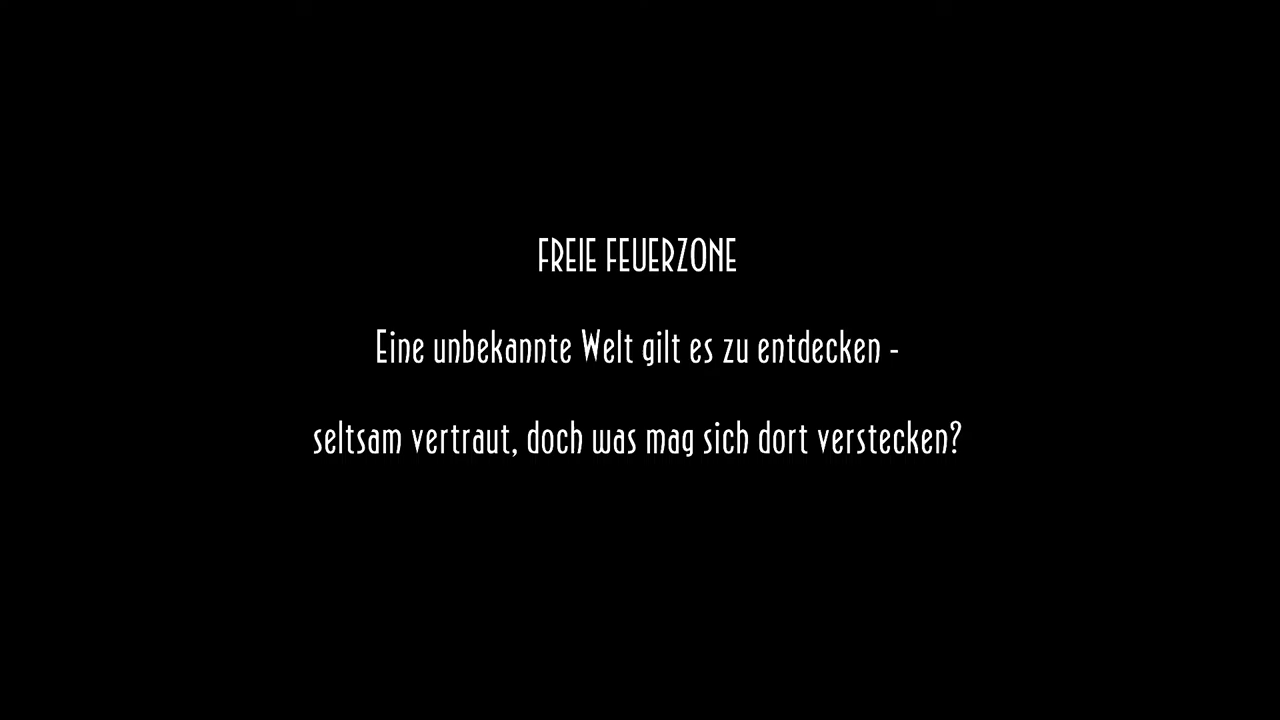 FREIE FEUERZONE
Eine unbekannte Welt gilt es zu entdecken -
seltsam vertraut, doch was mag sich dort verstecken?